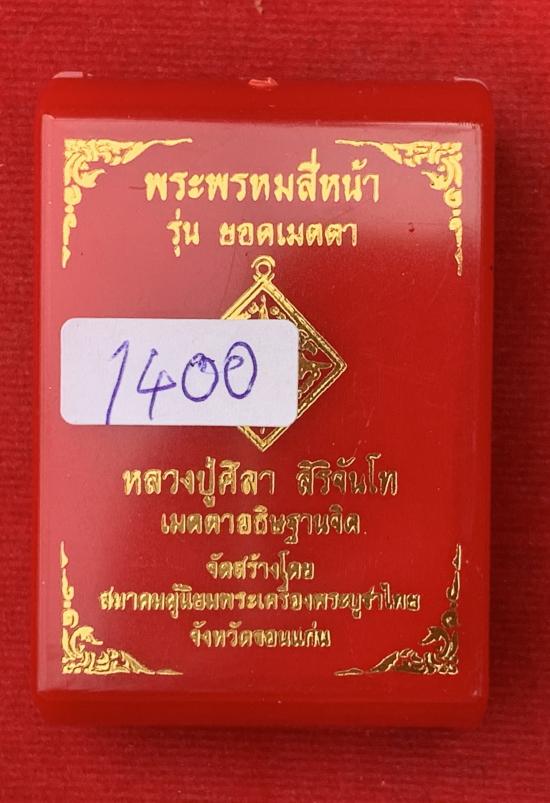 พระพรหมสี่หน้า
รุ่น ยอดเมตตา
1400
หลวงปู่ศิลา สิริจันโท
เมตตาอธิษฐานจิต
จัดสร้างโดย
สมาคมผู้นิยมพระเครื่องพระบูชาไทย
จังหวัดขอนแก่น